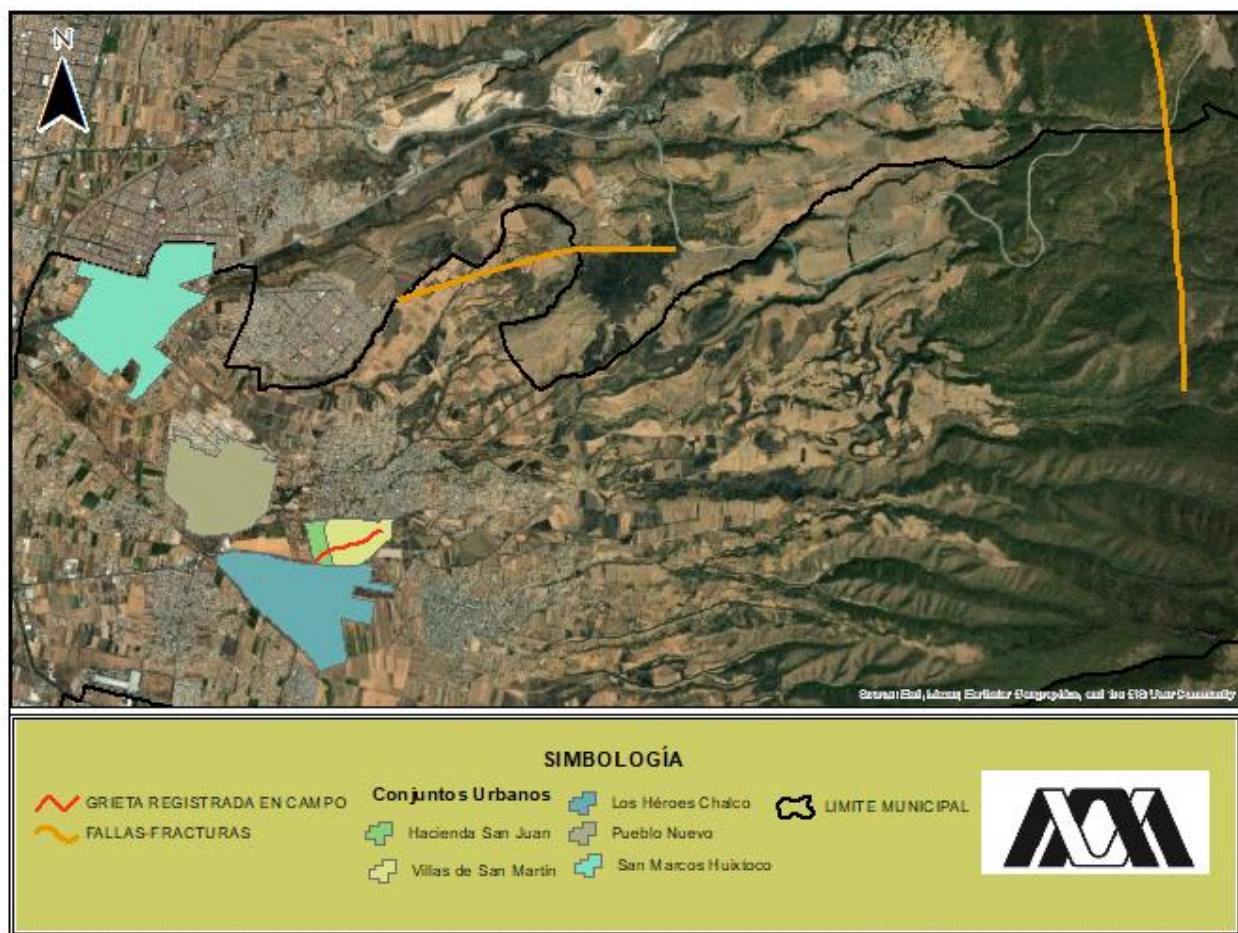 N
SIMBOLOGÍA
GRIETA REGISTRADA EN CAMPO
FALLAS-FRACTURAS
Conjuntos Urbanos
Hacienda San Juan
Villas de San Martín
Los Héroes Chalco
Pueblo Nuevo
San Marcos Huixtoco
LIMITE MUNICIPAL